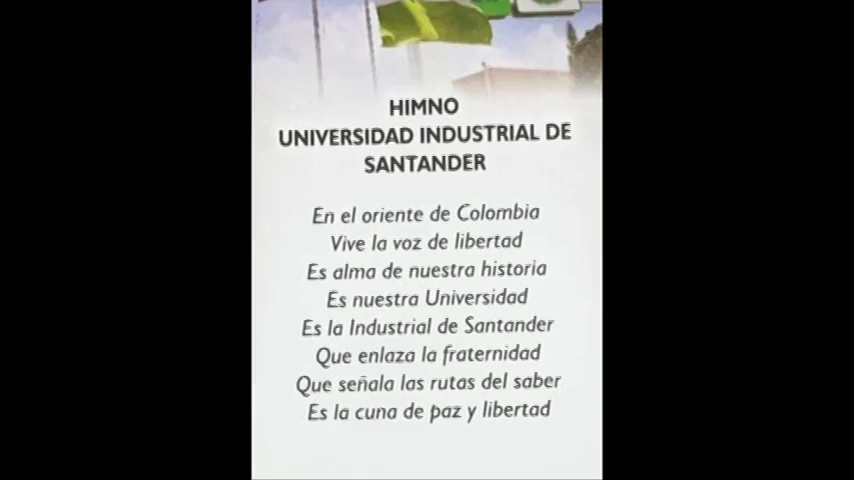 HIMNO
UNIVERSIDAD INDUSTRIAL DE
SANTANDER
En el oriente de Colombia
Vive la voz de libertad
Es alma de nuestra historia
Es nuestra Universidad
Es la Industrial de Santander
Que enlaza la fraternidad
Que señala las rutas del saber
Es la cuna de paz y libertad